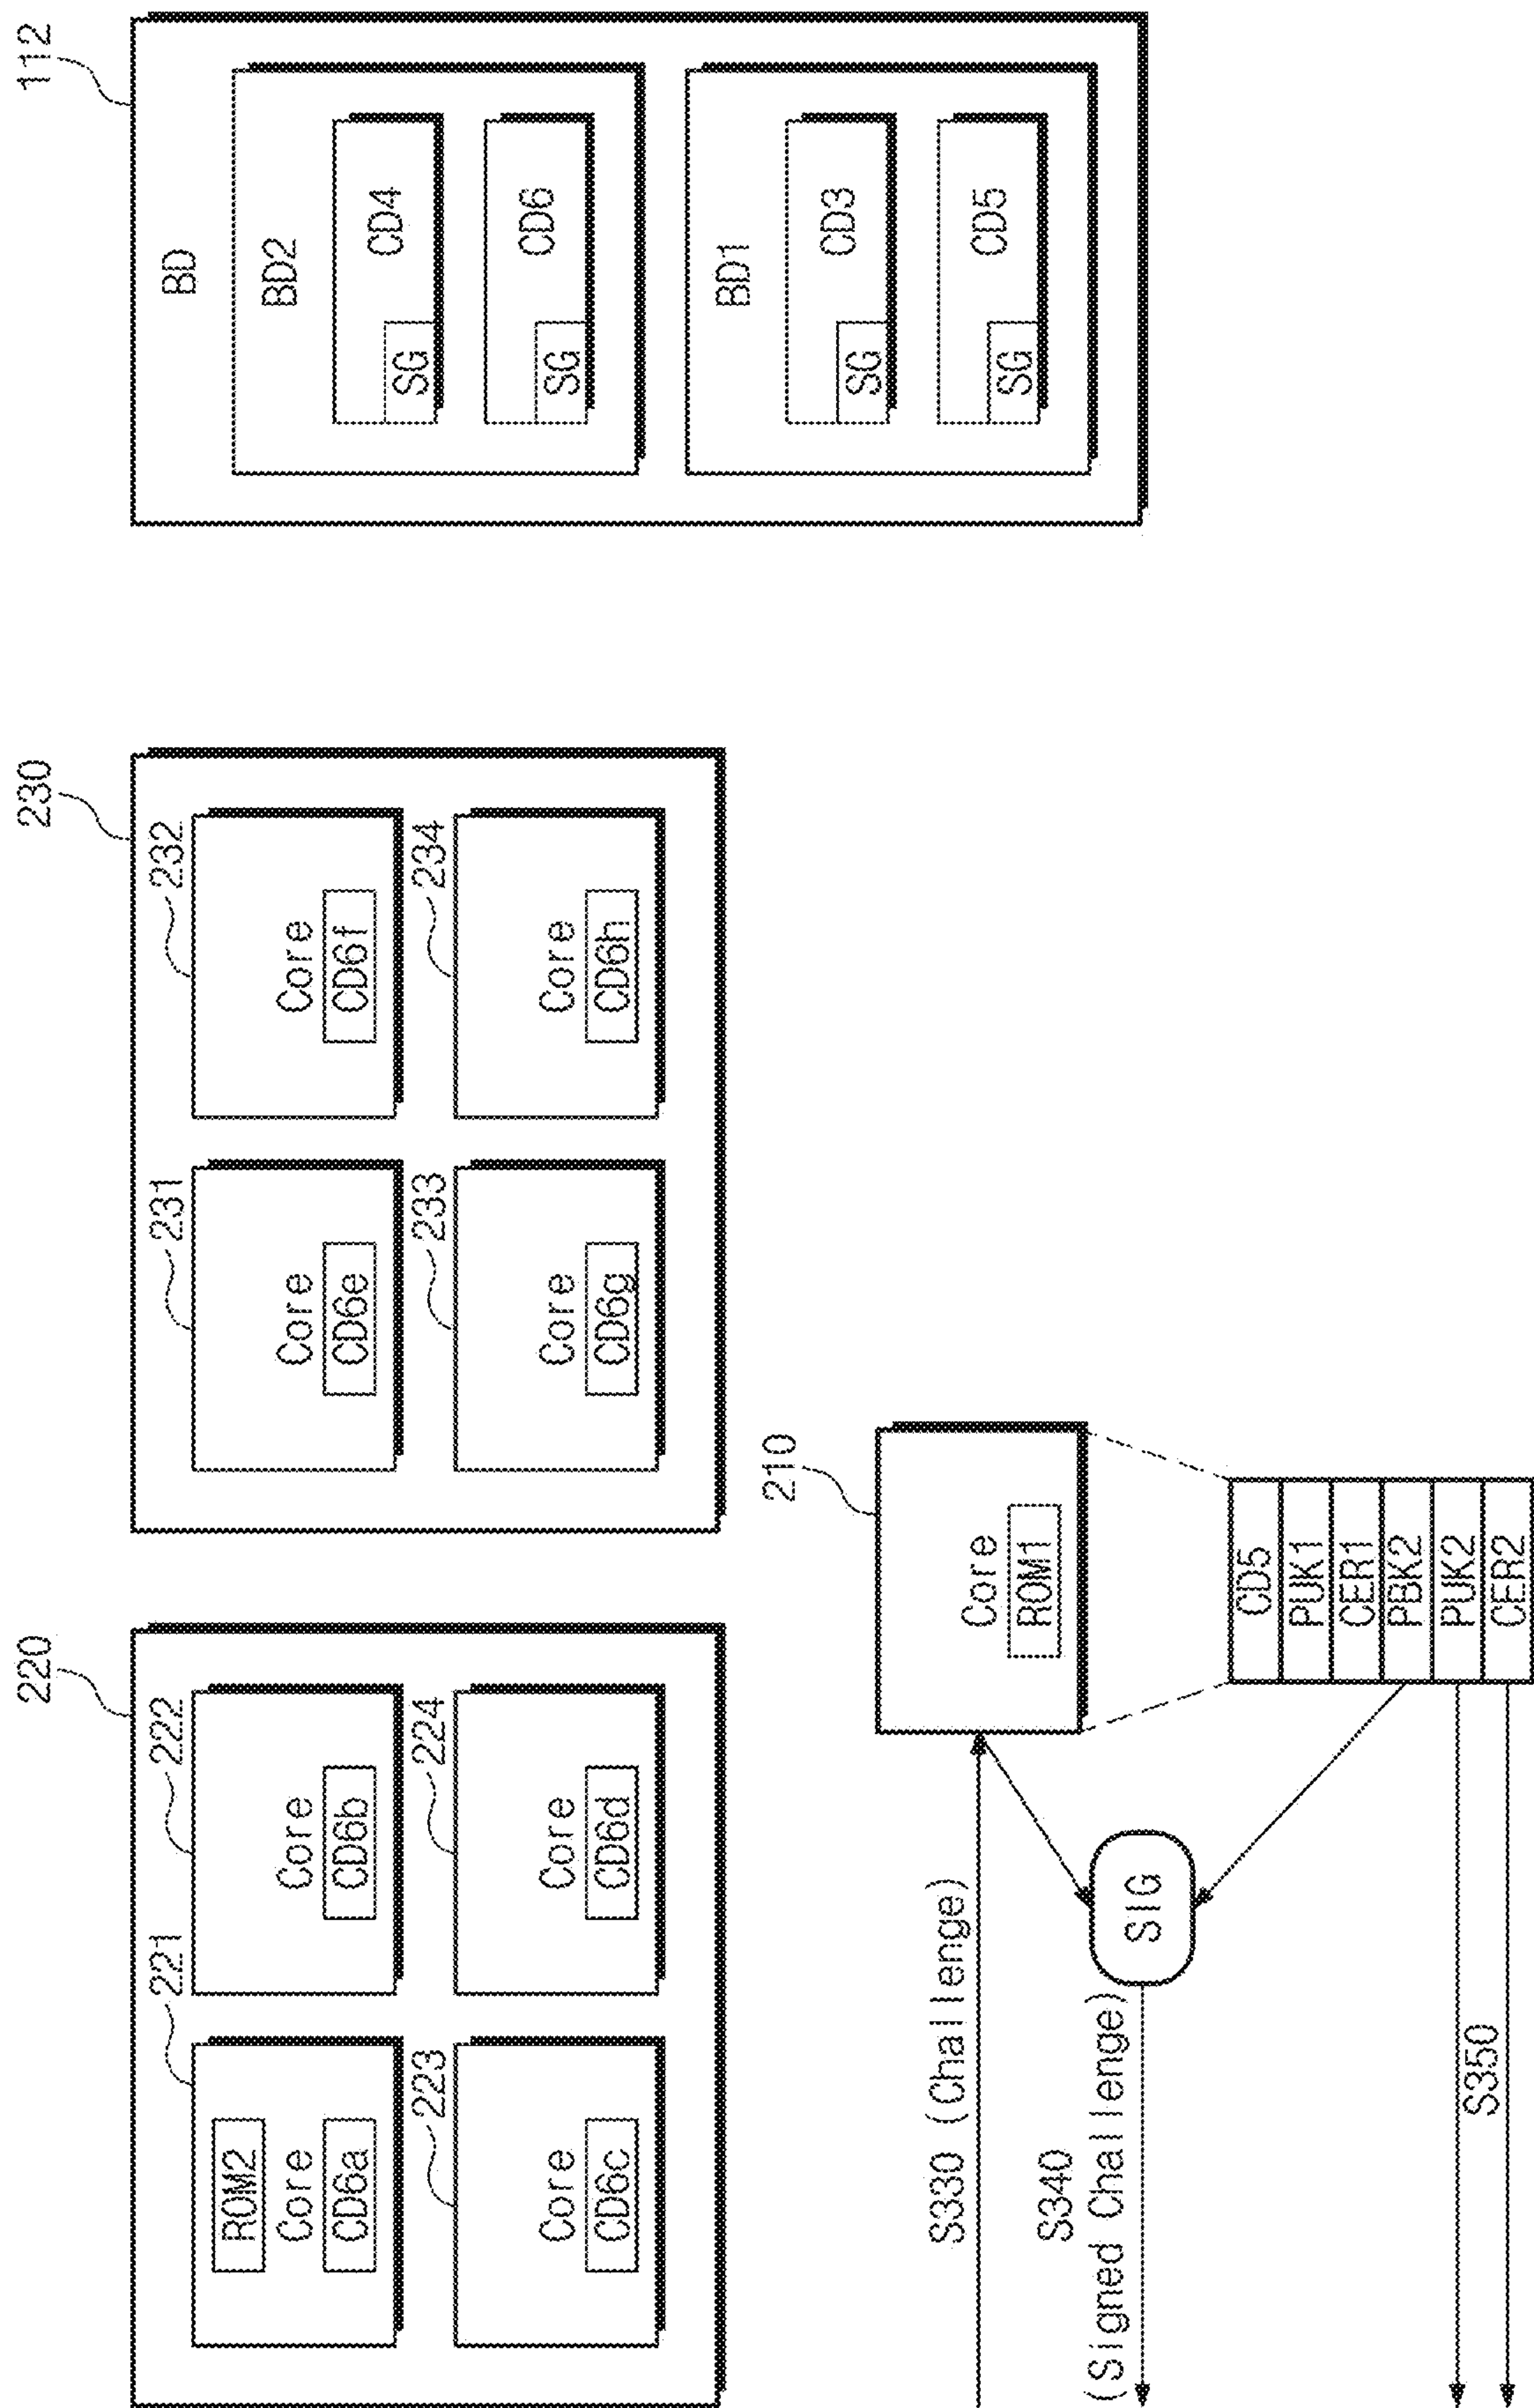 220
221
ROM2
Core
CD6a
222
Core
CD6b
223
Core
CD6c
224
Core
CD6d
230
231
Core
CD6e
232
Core
CD6f
233
Core
CD6g
234
Core
CD6h
112
BD
BD2
SG
CD4
SG
CD6
BD1
SG
CD3
SG
CD5
210
Core
ROM1
S330 (Challenge)
S340
(Signed Challenge)
SIG
CD5
PUK1
CER1
PBK2
PUK2
CER2
S350